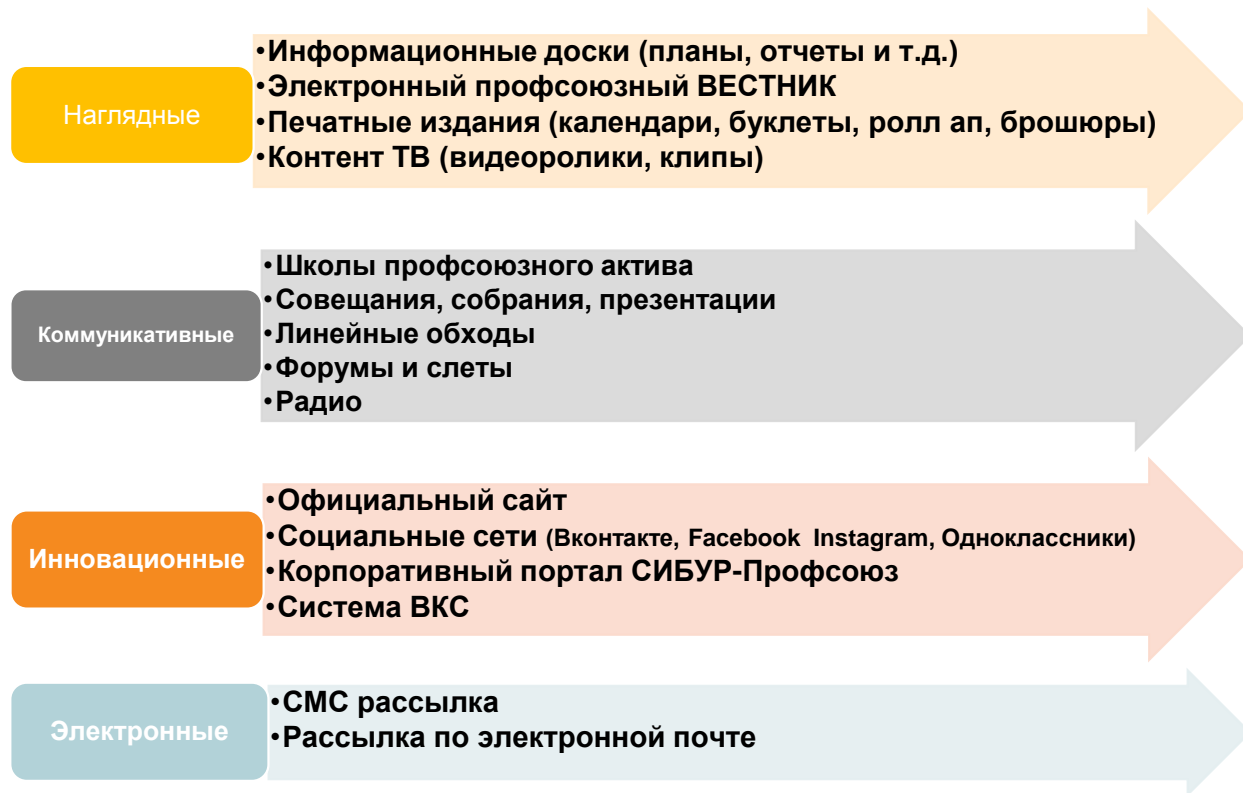 Наглядные
•Информационные доски (планы, отчеты и т.д.)
•Электронный профсоюзный ВЕСТНИК
•Печатные издания (календари, буклеты, ролл ап, брошюры)
•Контент ТВ (видеоролики, клипы)
Коммуникативные
•Школы профсоюзного актива
•Совещания, собрания, презентации
•Линейные обходы
•Форумы и слеты
•Радио
Инновационные
•Официальный сайт
•Социальные сети (Вконтакте, Facebook Instagram, Одноклассники)
•Корпоративный портал СИБУР-Профсоюз
•Система ВКС
Электронные
•СМС рассылка
•Рассылка по электронной почте